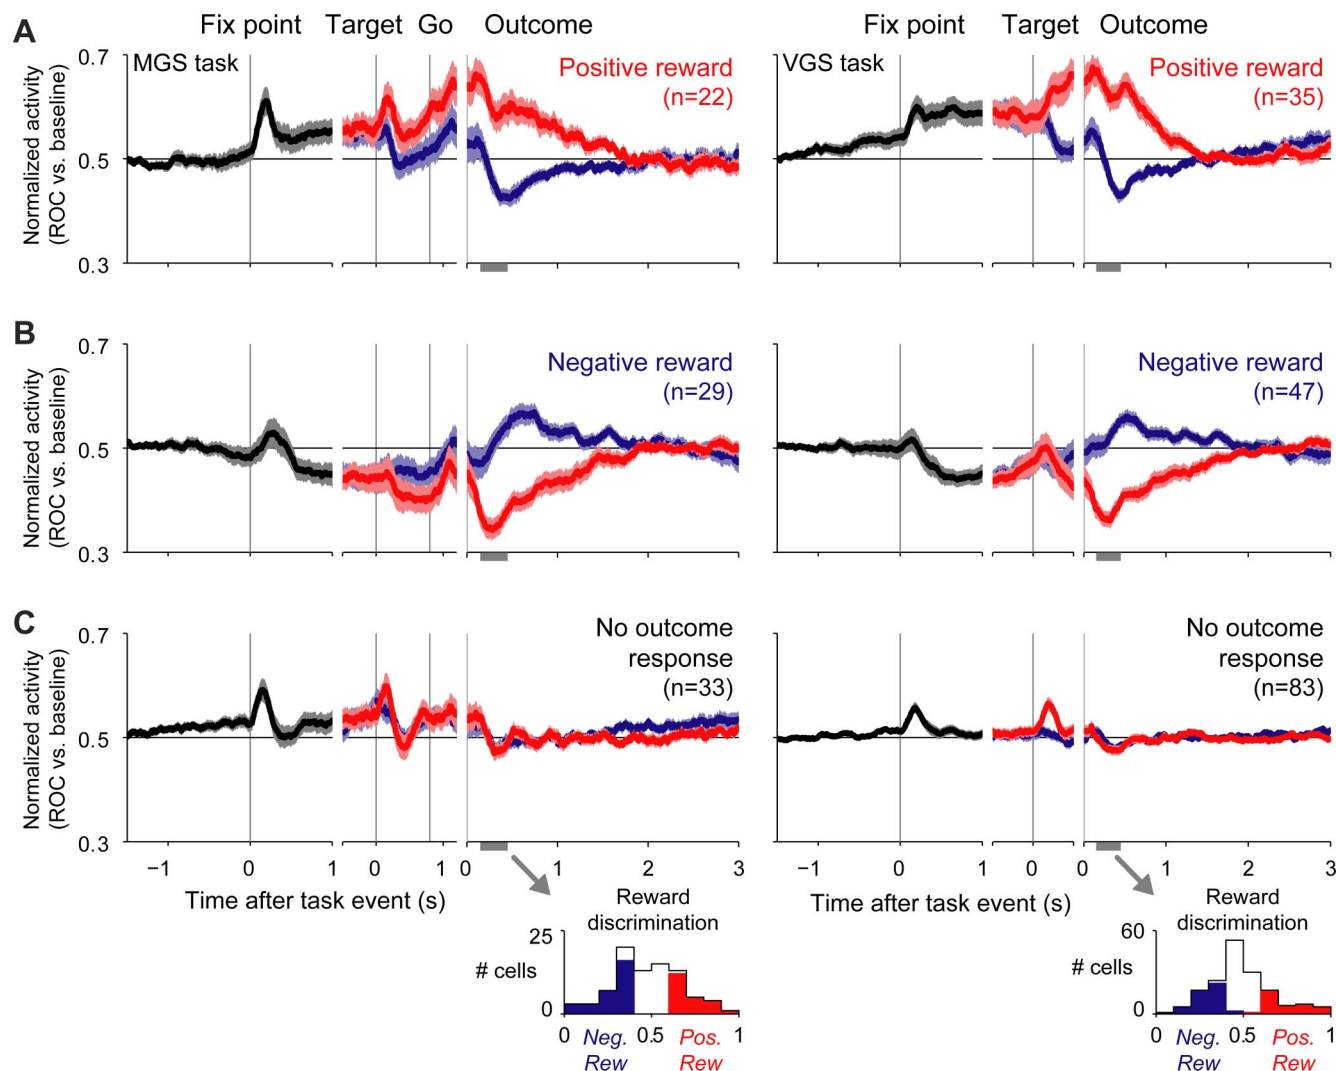 A
Fix point Target Go Outcome Fix point Target Outcome
0.7
MGS task
Positive reward
(n=22)
VGS task
Positive reward
(n=35)
Normalized activity
(ROC vs. baseline)
0.5
0.3
B
0.7
Negative reward
(n=29)
Negative reward
(n=47)
Normalized activity
(ROC vs. baseline)
0.5
0.3
C
0.7
No outcome
response
(n=33)
No outcome
response
(n=83)
Normalized activity
(ROC vs. baseline)
0.5
0.3
−1 0 1 0 1 0 1 2 3 −1 0 1 0 0 1 2 3
Time after task event (s)
Time after task event (s)
Reward
discrimination
25
# cells
0
0 0.5 1
Neg.
Rew
Pos.
Rew
Reward
discrimination
60
# cells
0
0 0.5 1
Neg.
Rew
Pos.
Rew